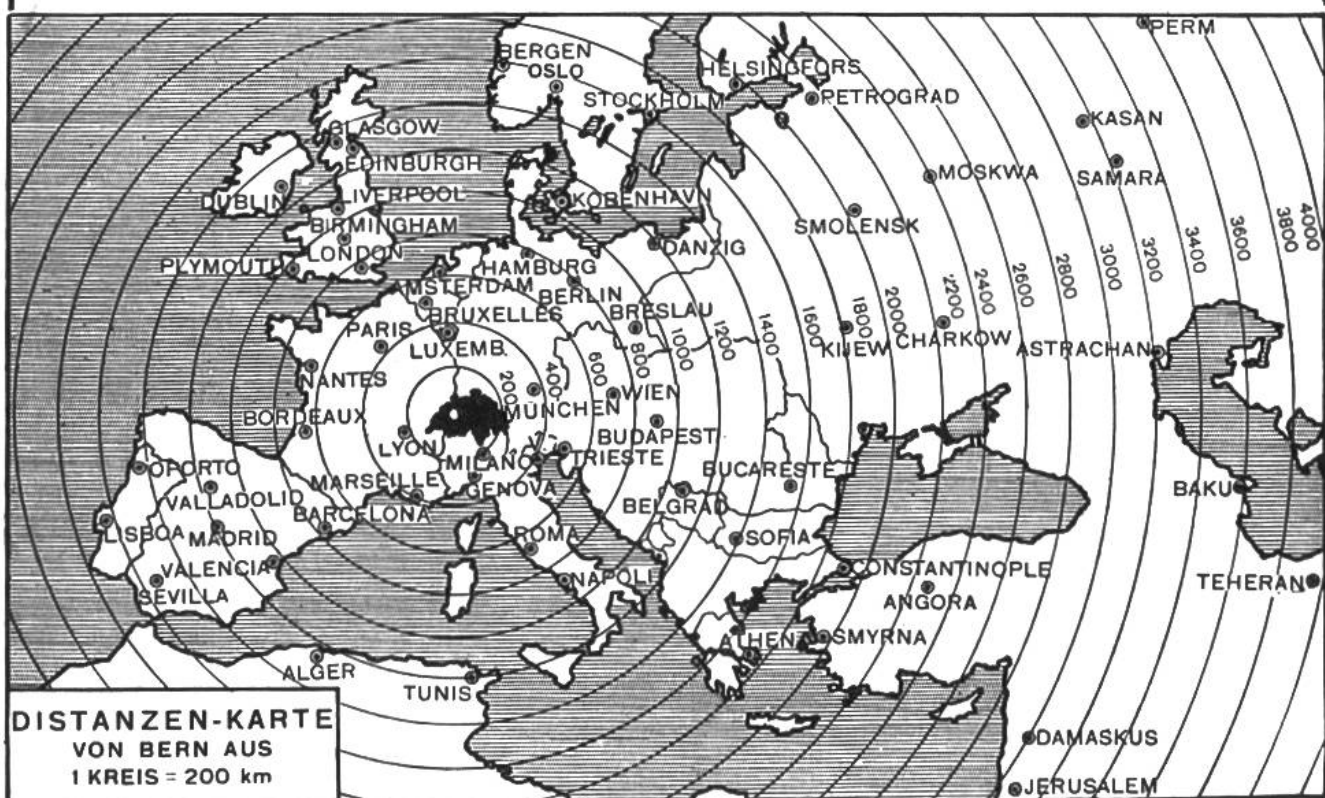 PERM
BERGEN
OSLO
HELSINGFORS
STOCKHOLM
PETROGRAD
KASAN
GLASGOW
EDINBURGH
MOSKWA
SAMARA
DUBLIN
LIVERPOOL
KOBENHAVN
BIRMINGHAM
SMOLENSK
DANZIG
PLYMOUTH
LONDON
HAMBURG
AMSTERDAM
BERLIN
BRUXELLES
BRESLAU
PARIS
LUXEMB.
KIJEW
CHARKOW
ASTRACHAN
200
400
600
800
1000
1200
1400
1600
1800
20000
2200
2400
2600
2800
3000
3200
3400
3600
3800
4000
NANTES
WIEN
MÜNCHEN
BORDEAUX
BUDAPEST
LYON
MILANO
TRIESTE
OPORTO
BUCARESTE
MARSEILLE
GENOVA
VALLADOLID
BELGRAD
BAKU
BARCELONA
LISBOA
MADRID
ROMA
SOFIA
VALENCIA
NAPOLI
CONSTANTINOPLE
TEHERAN
SEVILLA
ANGORA
ATHEN
SMYRNA
ALGER
TUNIS
DAMASKUS
JERUSALEM
DISTANZEN-KARTE
VON BERN AUS
1 KREIS = 200 km